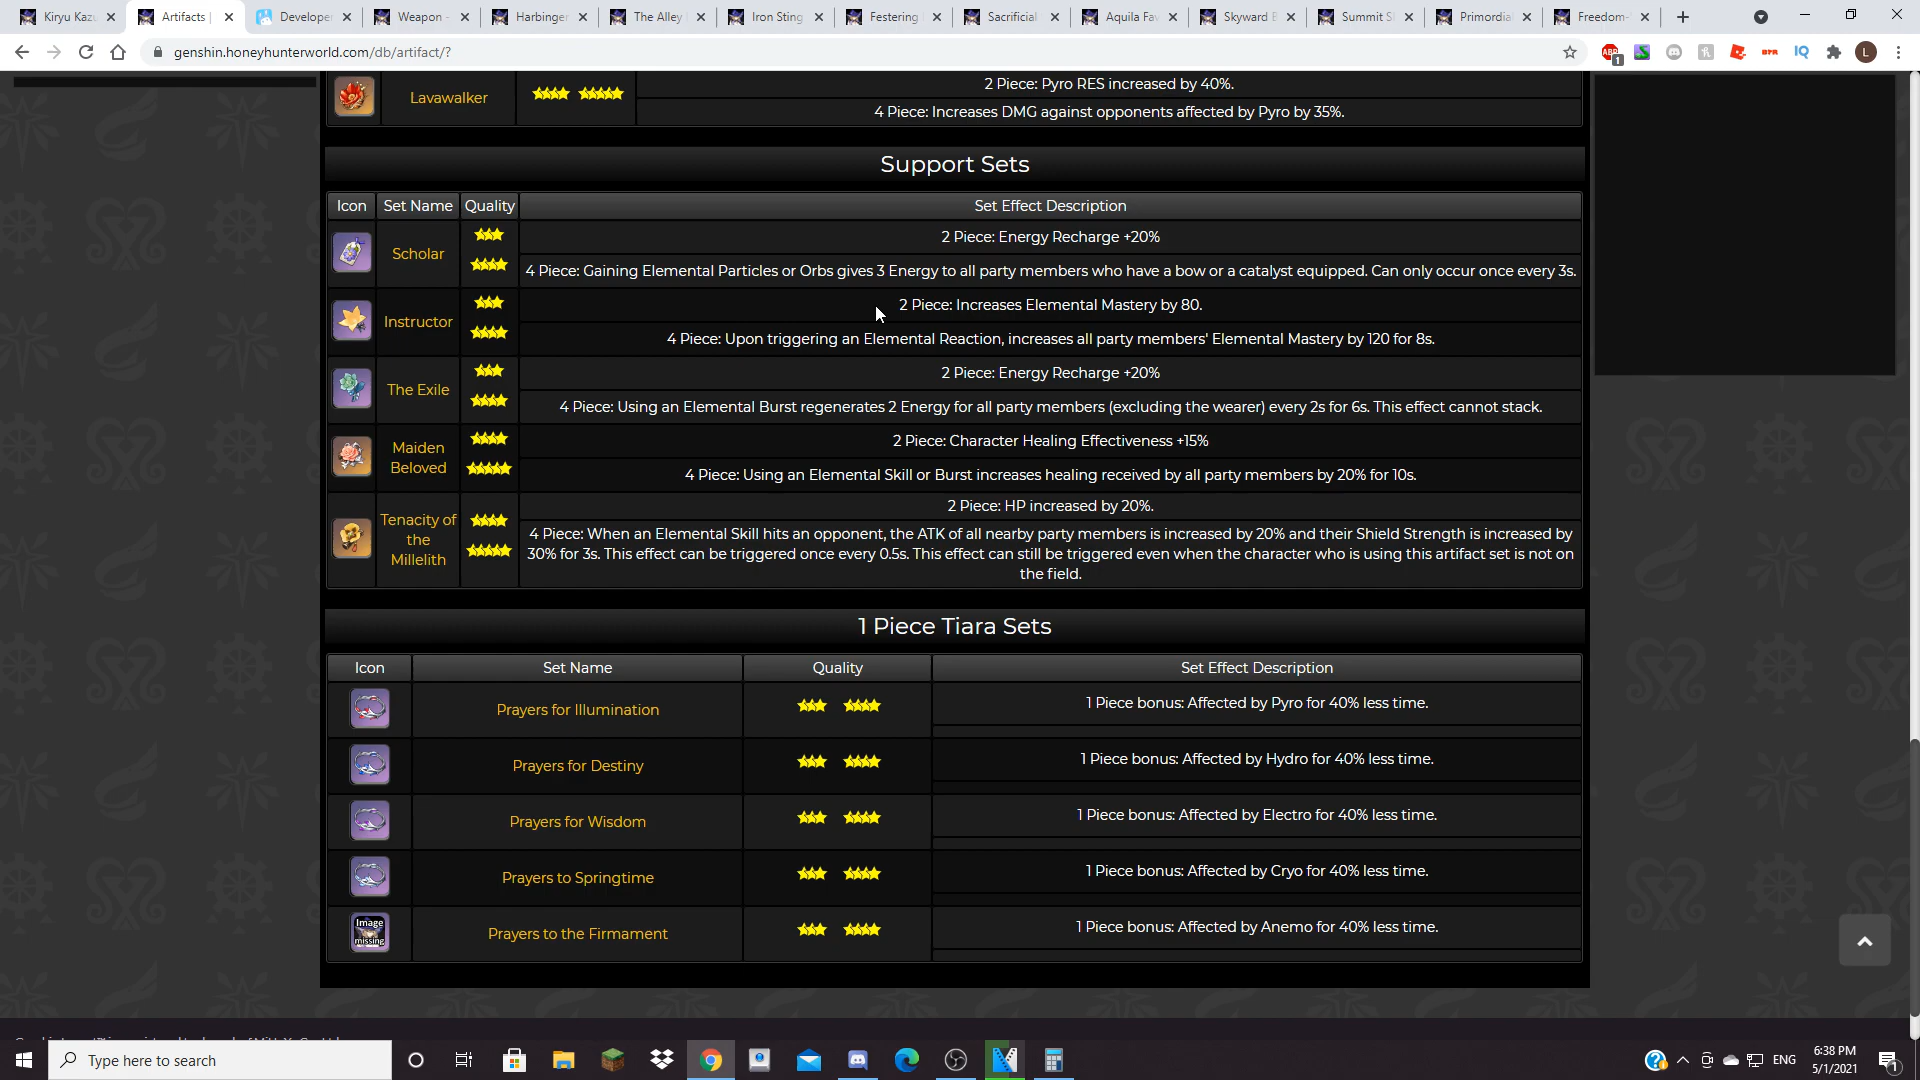 Kiryu Kazu
Artifacts |
Developer
Weapon -
Harbinger
The Alley
Iron Sting
Festering
Sacrificial
Aquila Fav
Skyward B
Summit S
Primordia
Freedom-
genshin.honeyhunterworld.com/db/artifact/?
ABP
1
IQ
L
Lavawalker
2 Piece: Pyro RES increased by 40%.
4 Piece: Increases DMG against opponents affected by Pyro by 35%.
Support Sets
Icon Set Name Quality Set Effect Description
Scholar
2 Piece: Energy Recharge +20%
4 Piece: Gaining Elemental Particles or Orbs gives 3 Energy to all party members who have a bow or a catalyst equipped. Can only occur once every 3s.
Instructor
2 Piece: Increases Elemental Mastery by 80.
4 Piece: Upon triggering an Elemental Reaction, increases all party members' Elemental Mastery by 120 for 8s.
The Exile
2 Piece: Energy Recharge +20%
4 Piece: Using an Elemental Burst regenerates 2 Energy for all party members (excluding the wearer) every 2s for 6s. This effect cannot stack.
Maiden
Beloved
2 Piece: Character Healing Effectiveness +15%
4 Piece: Using an Elemental Skill or Burst increases healing received by all party members by 20% for 10s.
Tenacity of
the
Millelith
2 Piece: HP increased by 20%.
4 Piece: When an Elemental Skill hits an opponent, the ATK of all nearby party members is increased by 20% and their Shield Strength is increased by
30% for 3s. This effect can be triggered once every 0.5s. This effect can still be triggered even when the character who is using this artifact set is not on
the field.
1 Piece Tiara Sets
Icon Set Name Quality Set Effect Description
Prayers for Illumination
1 Piece bonus: Affected by Pyro for 40% less time.
Prayers for Destiny
1 Piece bonus: Affected by Hydro for 40% less time.
Prayers for Wisdom
1 Piece bonus: Affected by Electro for 40% less time.
Prayers to Springtime
1 Piece bonus: Affected by Cryo for 40% less time.
Image
missing
Prayers to the Firmament
1 Piece bonus: Affected by Anemo for 40% less time.
Type here to search
ENG
6:38 PM
5/1/2021
1